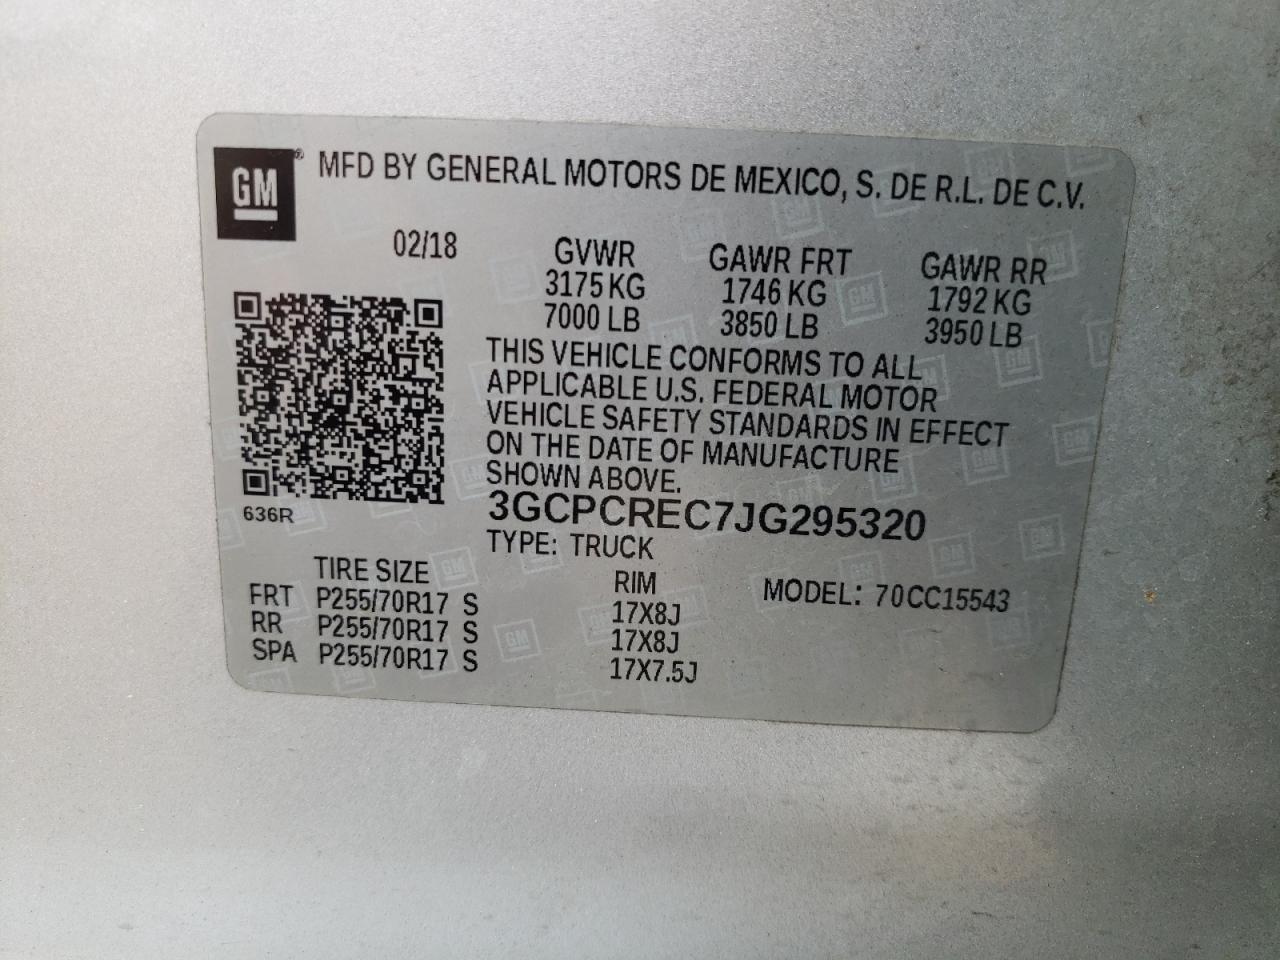 GM ® MFD BY GENERAL MOTORS DE MEXICO, S. DE R.L. DE C.V.
02/18 GVWR GAWR FRT GAWR RR
3175 KG 1746 KG 1792 KG
7000 LB 3850 LB 3950 LB
THIS VEHICLE CONFORMS TO ALL
APPLICABLE U.S. FEDERAL MOTOR
VEHICLE SAFETY STANDARDS IN EFFECT
ON THE DATE OF MANUFACTURE
SHOWN ABOVE.
636R 3GCPCREC7JG295320
TYPE: TRUCK
TIRE SIZE RIM MODEL: 70CC15543
FRT P255/70R17 S 17X8J
RR P255/70R17 S 17X8J
SPA P255/70R17 S 17X7.5J